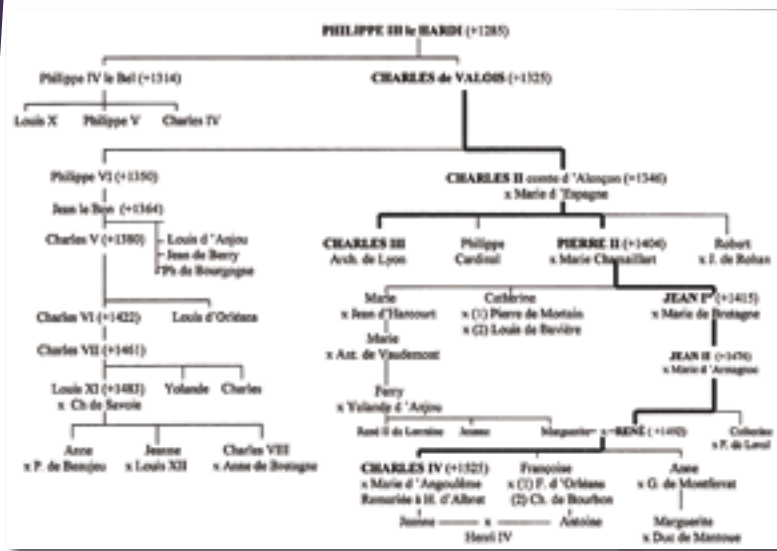 PHILIPPE III le HARDI (+1285)
Philippe IV le Bel (+1314) CHARLES de VALOIS (+1325)
Louis X Philippe V Charles IV
Philippe VI (+1350) CHARLES II comte d'Alençon (+1346)
x Marie d'Espagne
Jean le Bon (+1364)
Charles V (+1380) Louis d'Anjou
Jean de Berry
Ph de Bourgogne
CHARLES III Philippe PIERRE II (+1404) Robert
Arch. de Lyon Cardinal x Marie Chamaillart x J. de Rohan
Marie Catherine JEAN I° (+1415)
x Jean d'Harcourt x (1) Pierre de Mortain x Marie de Bretagne
x (2) Louis de Bavière
Charles VI (+1422) Louis d'Orléans
Charles VII (+1461)
Marie
x Ant. de Vaudemont
JEAN II (+1476)
x Marie d'Armagnac
Louis XI (+1483) Yolande Charles
x Ch de Savoie
Ferry
x Yolande d'Anjou
René II de Lorraine Jeanne Marguerite x RENÉ (+1492) Catherine
x F. de Laval
Anne Jeanne Charles VIII
x P. de Beaujeu x Louis XII x Anne de Bretagne
CHARLES IV (+1525) Françoise Anne
x Marie d'Angoulême x (1) F. d'Orléans x G. de Montferrat
Remariée à H. d'Albret (2) Ch. de Bourbon
Jeanne x Antoine Marguerite
Henri IV x Duc de Mantoue